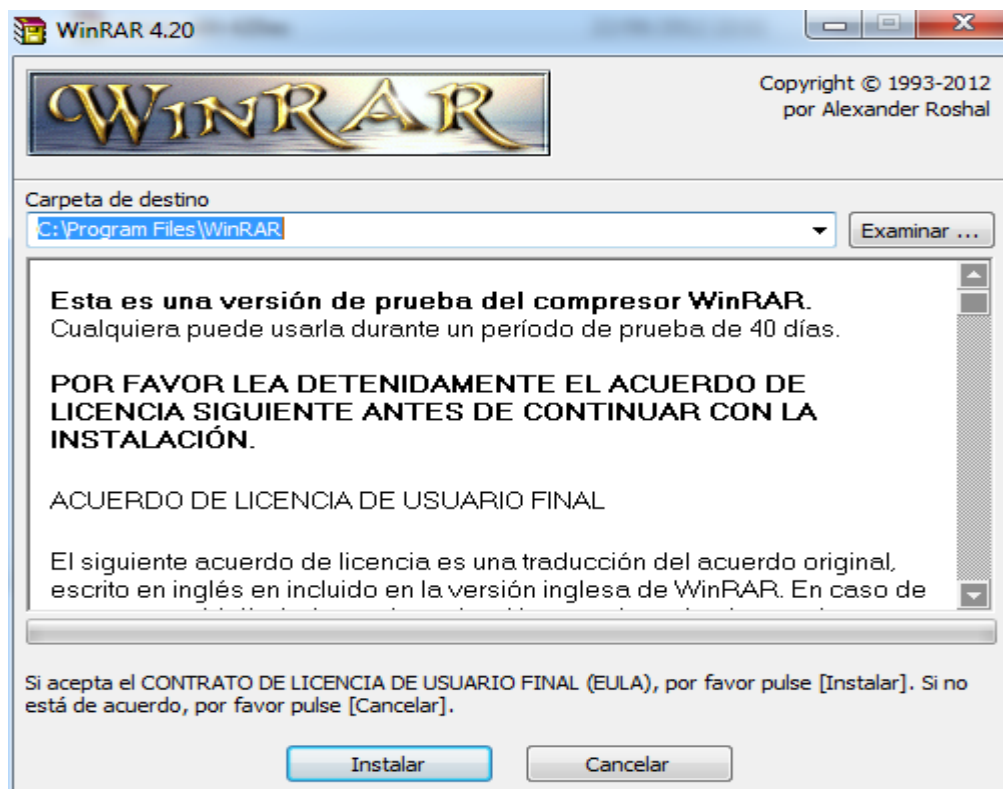 WinRAR 4.20
WINRAR
Copyright © 1993-2012
por Alexander Roshal
Carpeta de destino
C:\Program Files\WinRAR
Examinar ...
Esta es una versión de prueba del compresor WinRAR.
Cualquiera puede usarla durante un período de prueba de 40 días.
POR FAVOR LEA DETENIDAMENTE EL ACUERDO DE
LICENCIA SIGUIENTE ANTES DE CONTINUAR CON LA
INSTALACIÓN.
ACUERDO DE LICENCIA DE USUARIO FINAL
El siguiente acuerdo de licencia es una traducción del acuerdo original,
escrito en inglés en incluido en la versión inglesa de WinRAR. En caso de
Si acepta el CONTRATO DE LICENCIA DE USUARIO FINAL (EULA), por favor pulse [Instalar]. Si no
está de acuerdo, por favor pulse [Cancelar].
Instalar
Cancelar